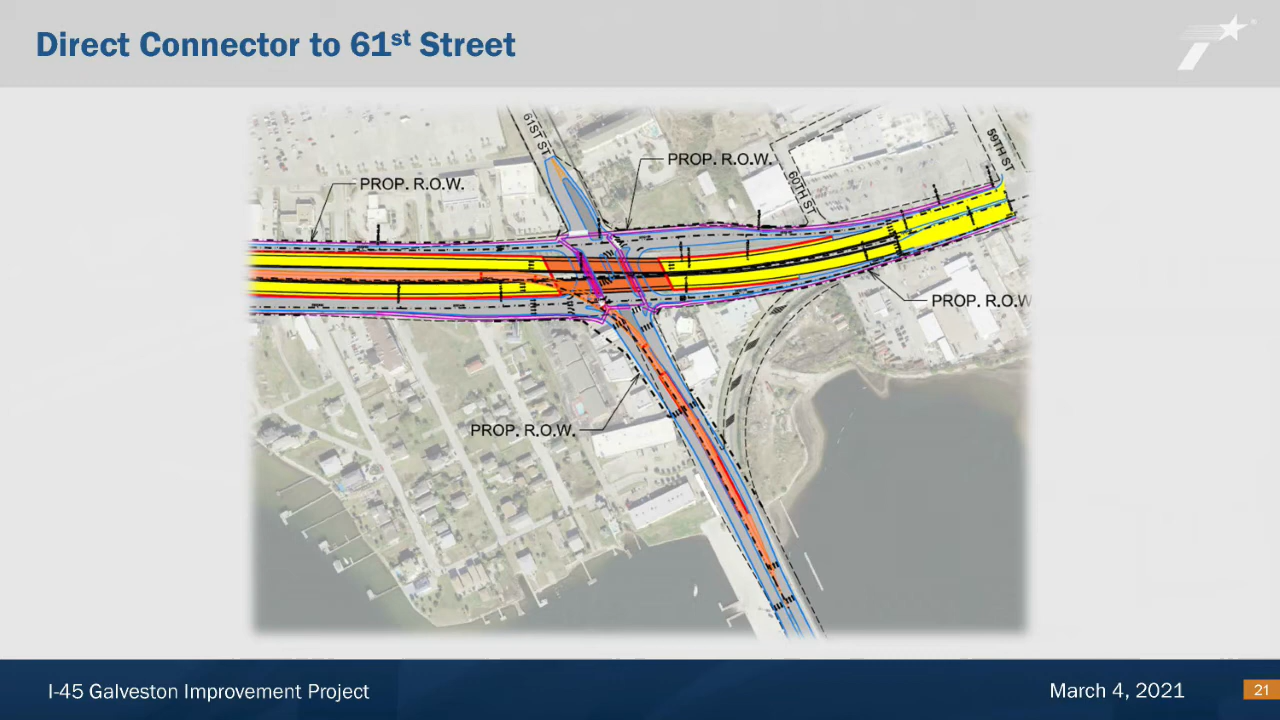 Direct Connector to 61st Street
61ST ST
59TH ST
PROP. R.O.W.
PROP. R.O.W.
60TH ST
PROP. R.O.W
PROP. R.O.W.
I-45 Galveston Improvement Project
March 4, 2021
21